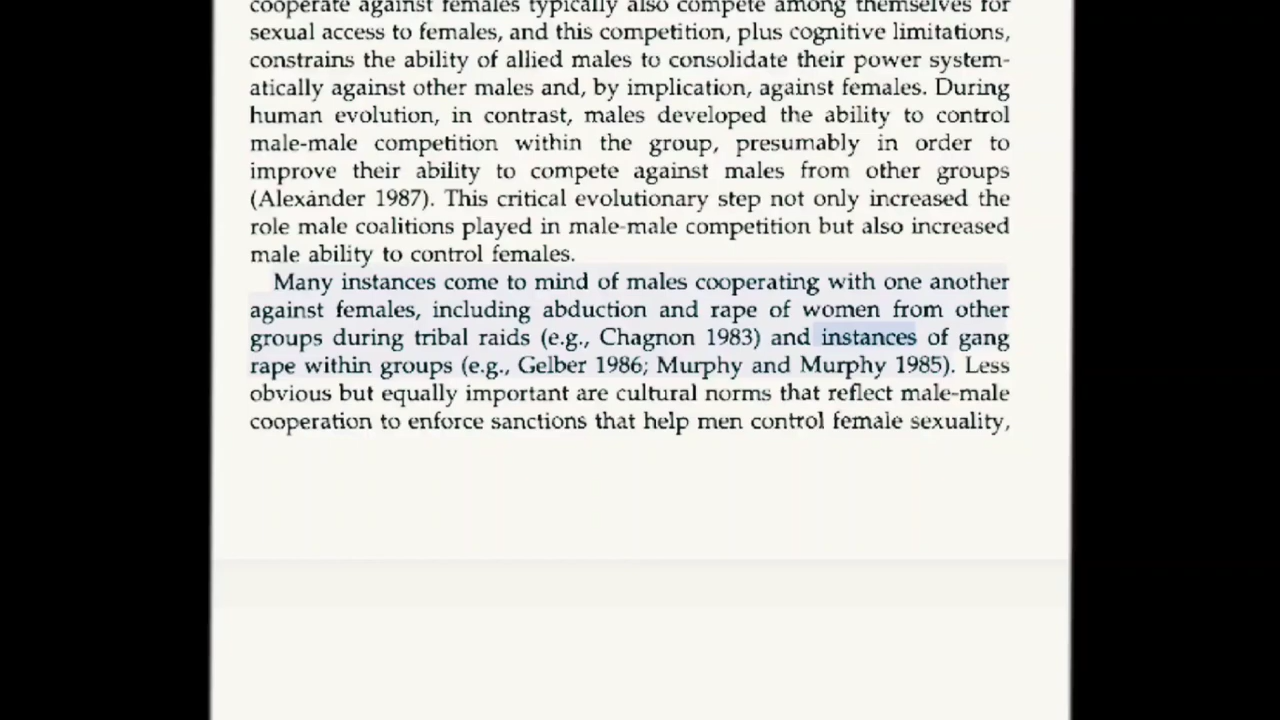 cooperate against females typically also compete among themselves for
sexual access to females, and this competition, plus cognitive limitations,
constrains the ability of allied males to consolidate their power system-
atically against other males and, by implication, against females. During
human evolution, in contrast, males developed the ability to control
male-male competition within the group, presumably in order to
improve their ability to compete against males from other groups
(Alexander 1987). This critical evolutionary step not only increased the
role male coalitions played in male-male competition but also increased
male ability to control females.
Many instances come to mind of males cooperating with one another
against females, including abduction and rape of women from other
groups during tribal raids (e.g., Chagnon 1983) and instances of gang
rape within groups (e.g., Gelber 1986; Murphy and Murphy 1985). Less
obvious but equally important are cultural norms that reflect male-male
cooperation to enforce sanctions that help men control female sexuality,